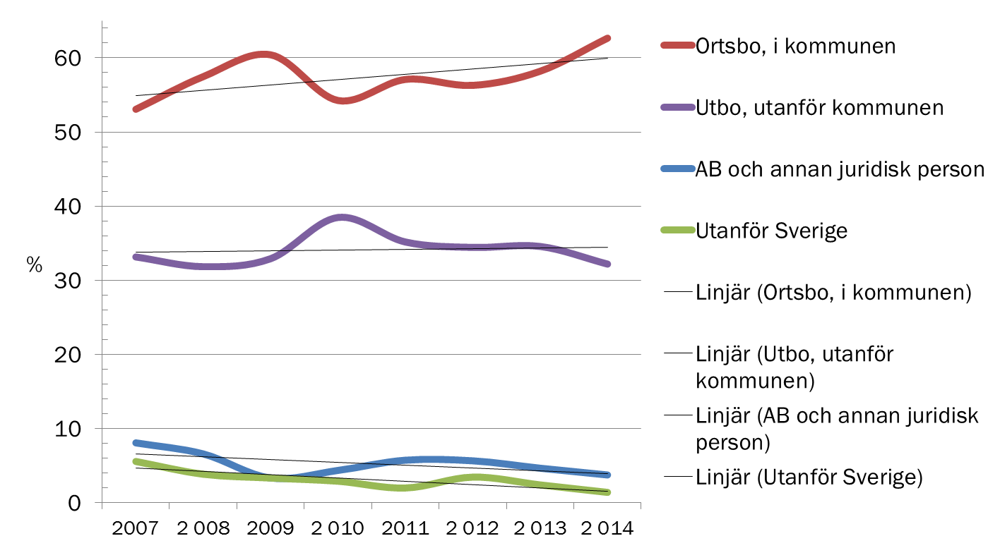 60
50
40
%
30
20
10
0
2007 2 008 2009 2 010 2011 2 012 2 013 2 014
Ortsbo, i kommunen
Utbo, utanför kommunen
AB och annan juridisk person
Utanför Sverige
Linjär (Ortsbo, i kommunen)
Linjär (Utbo, utanför
kommunen)
Linjär (AB och annan juridisk
person)
Linjär (Utanför Sverige)